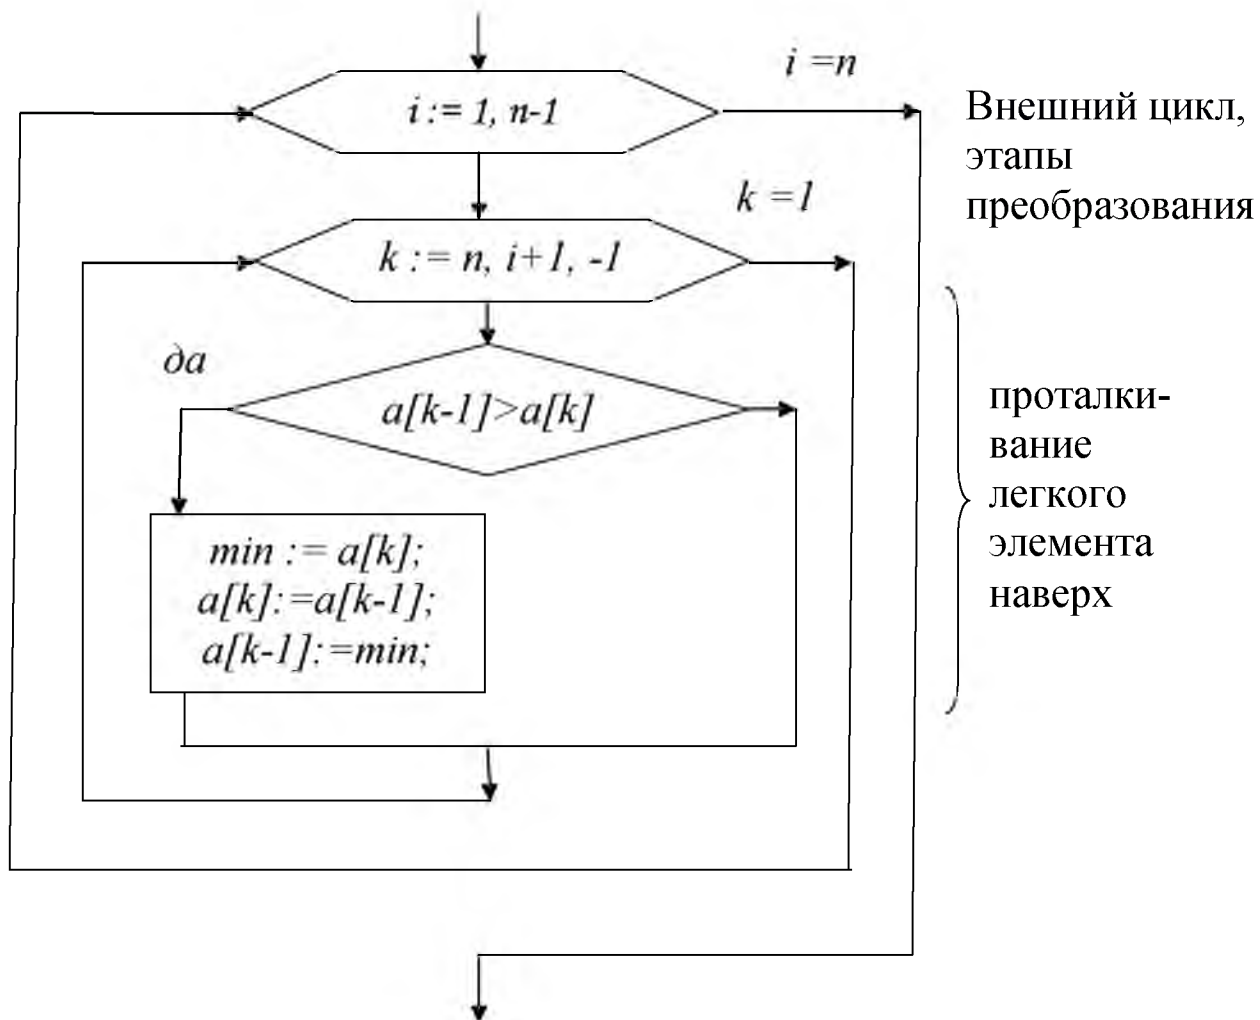 i =n
i := 1, n-1
Внешний цикл,
этапы
преобразования
k =1
k := n, i+1, -1
да
a[k-1]>a[k]
проталки-
вание
легкого
элемента
наверх
min := a[k];
a[k]:=a[k-1];
a[k-1]:=min;